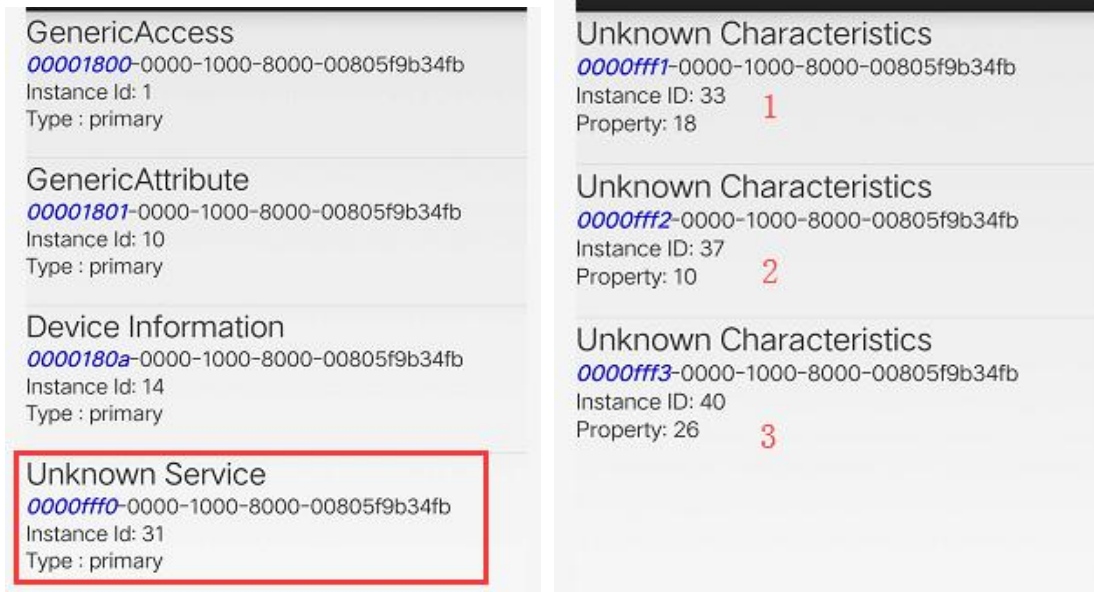 GenericAccess
00001800-0000-1000-8000-00805f9b34fb
Instance Id: 1
Type : primary
GenericAttribute
00001801-0000-1000-8000-00805f9b34fb
Instance Id: 10
Type : primary
Device Information
0000180a-0000-1000-8000-00805f9b34fb
Instance Id: 14
Type : primary
Unknown Service
0000fff0-0000-1000-8000-00805f9b34fb
Instance Id: 31
Type : primary
Unknown Characteristics
0000fff1-0000-1000-8000-00805f9b34fb
Instance ID: 33
1
Property: 18
Unknown Characteristics
0000fff2-0000-1000-8000-00805f9b34fb
Instance ID: 37
Property: 10
2
Unknown Characteristics
0000fff3-0000-1000-8000-00805f9b34fb
Instance ID: 40
Property: 26
3